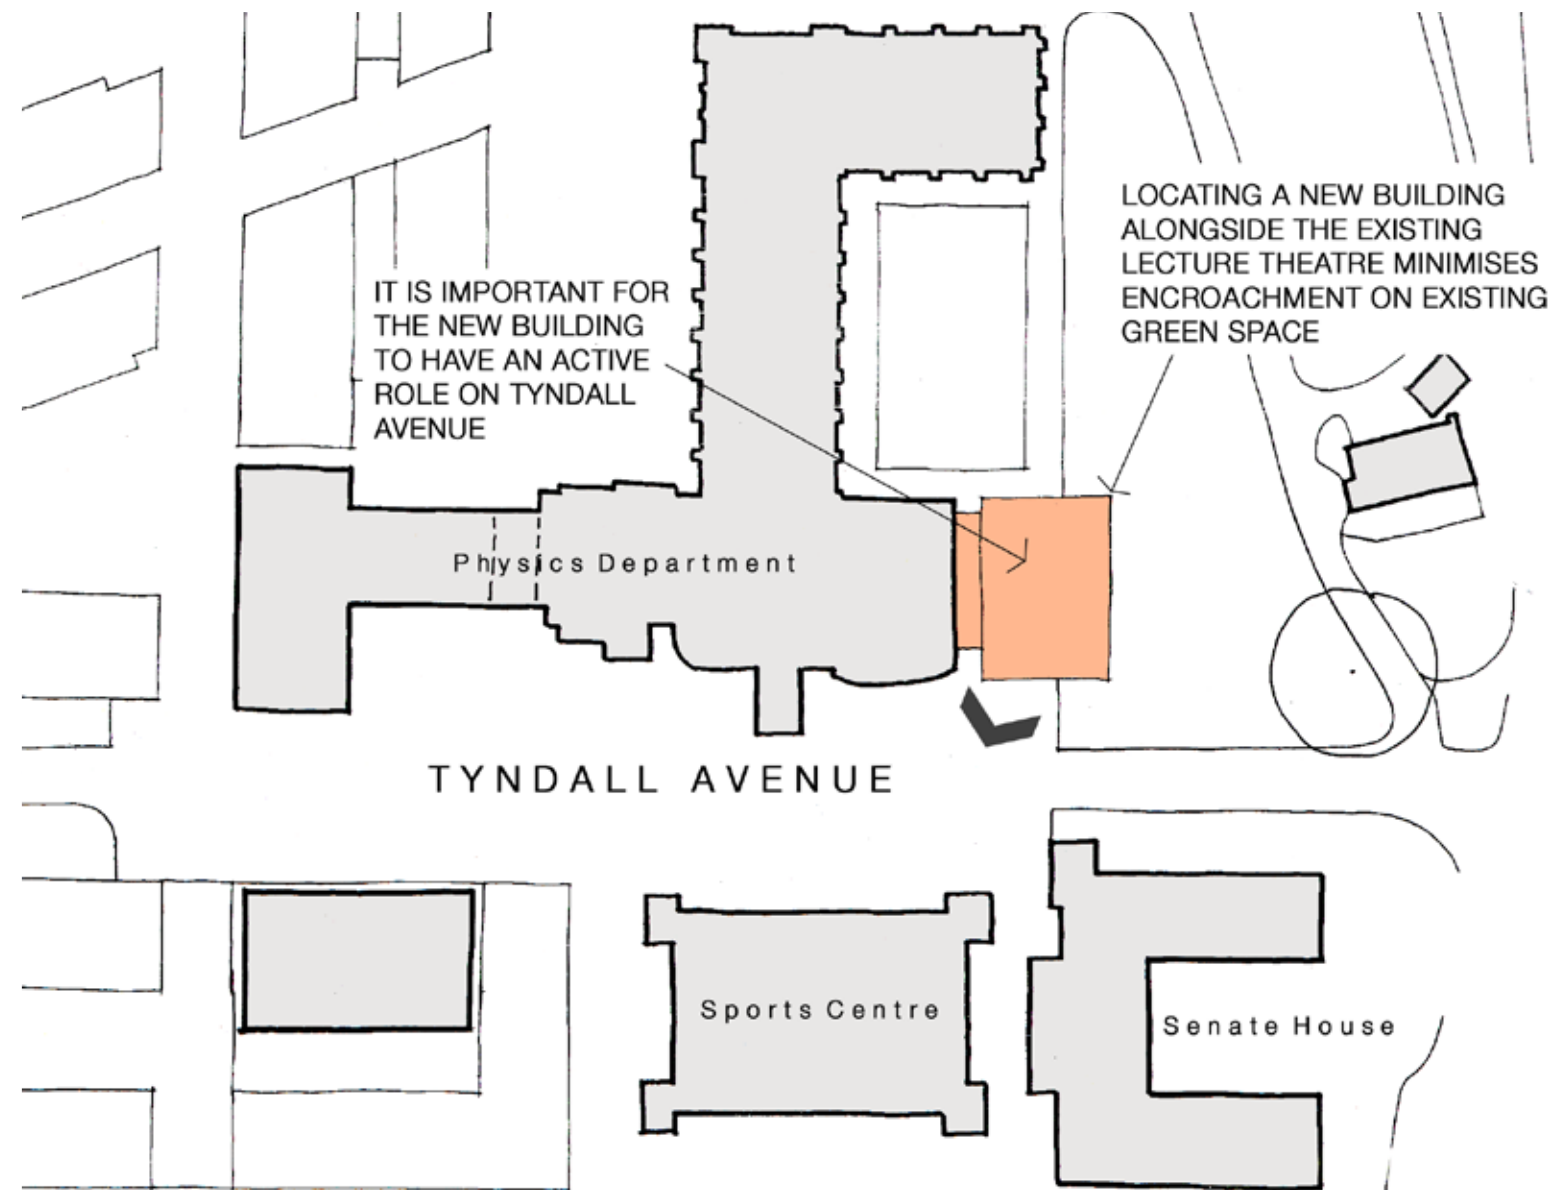 LOCATING A NEW BUILDING
ALONGSIDE THE EXISTING
LECTURE THEATRE MINIMISES
ENCROACHMENT ON EXISTING
GREEN SPACE
IT IS IMPORTANT FOR
THE NEW BUILDING
TO HAVE AN ACTIVE
ROLE ON TYNDALL
AVENUE
Physics Department
TYNDALL AVENUE
Sports Centre
Senate House